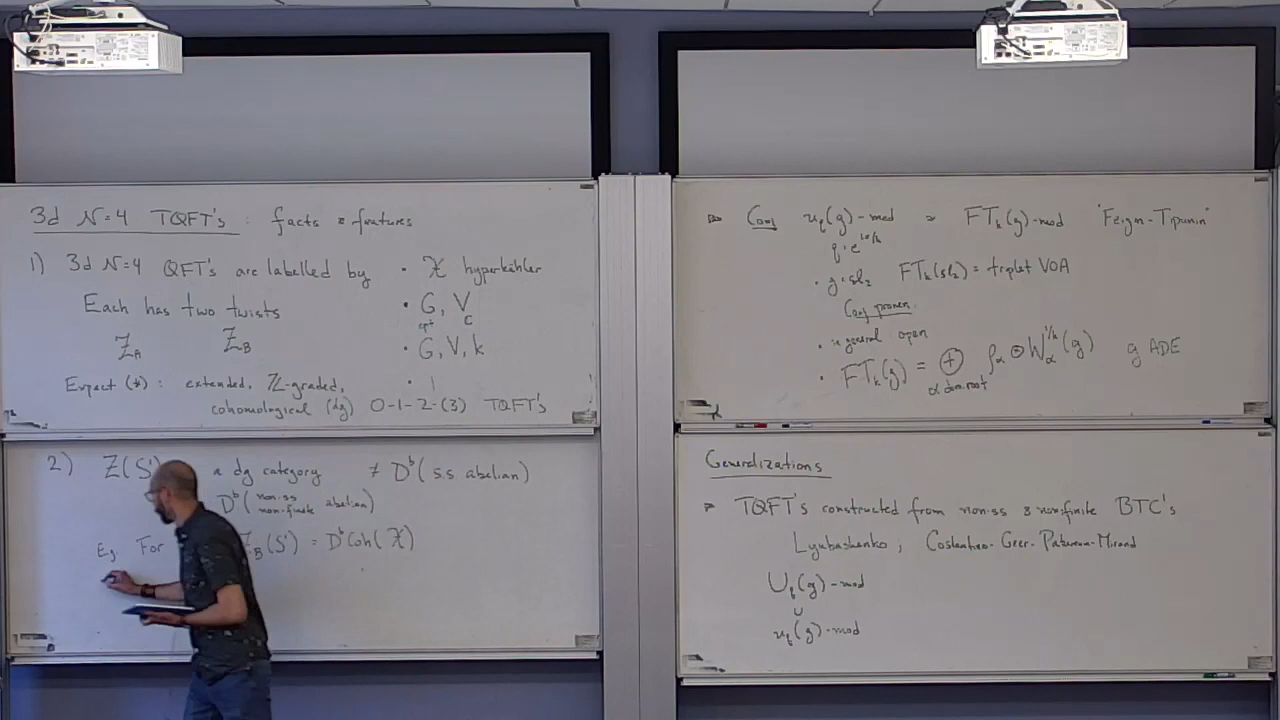 3d N=4 TQFT's : facts & features
1) 3d N=4 QFT's are labelled by • X hyperkähler
Each has two twists • G, V
cpt C
Z_A Z_B • G, V, k
Expect (*) : extended, Z-graded, • 1
cohomological (dg) 0-1-2-(3) TQFT's
2) Z(S' a dg category ≠ D^b(s.s abelian)
D^b(non-ss non-finite abelian)
Eg. For Z_B(S') = D^b Coh(X)
Conj u_q(g)-mod = FT_k(g)-mod "Feigin-Tipunin"
q = e^{iπ/k}
• g=sl_2 FT_k(sl_2) = triplet VOA
Conj proven
• in general open
• FT_k(g) = ⊕ ρ_α ⊗ W_α^{1/k}(g) g ADE
α dom. root
Generalizations
▹ TQFT's constructed from non-ss & non-finite BTC's
Lyubashenko ; Costantino-Geer-Patureau-Mirand
U_q(g)-mod
∪
u_q(g)-mod